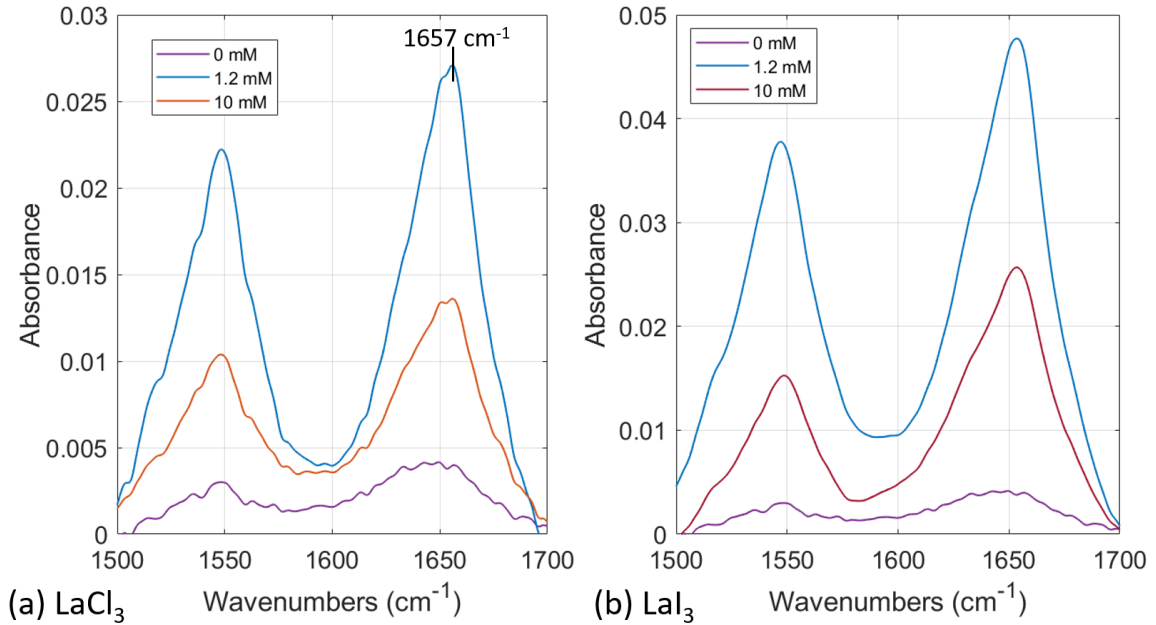 1657 cm⁻¹
0 mM
1.2 mM
10 mM
0.03
0.025
0.02
0.015
0.01
0.005
0
Absorbance
1500 1550 1600 1650 1700
Wavenumbers (cm⁻¹)
(a) LaCl₃
0 mM
1.2 mM
10 mM
0.05
0.04
0.03
0.02
0.01
0
Absorbance
1500 1550 1600 1650 1700
Wavenumbers (cm⁻¹)
(b) LaI₃